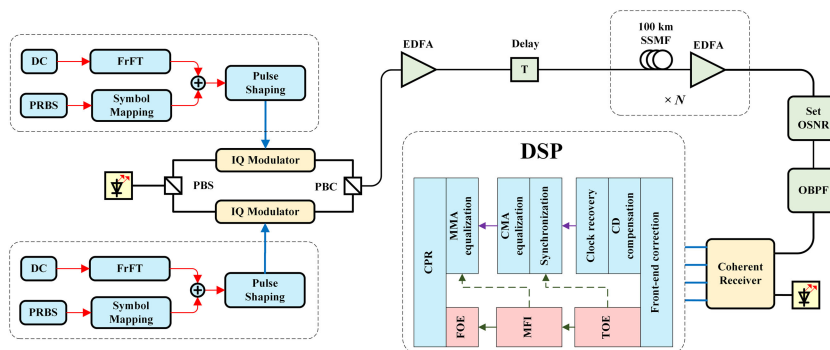 DC
FrFT
PRBS
Symbol
Mapping
Pulse
Shaping
IQ Modulator
PBS
PBC
IQ Modulator
DC
FrFT
PRBS
Symbol
Mapping
Pulse
Shaping
EDFA
Delay
T
100 km
SSMF
EDFA
× N
Set
OSNR
OBPF
Coherent
Receiver
DSP
CPR
MMA
equalization
CMA
equalization
Synchronization
Clock recovery
CD
compensation
Front-end correction
FOE
MFI
TOE